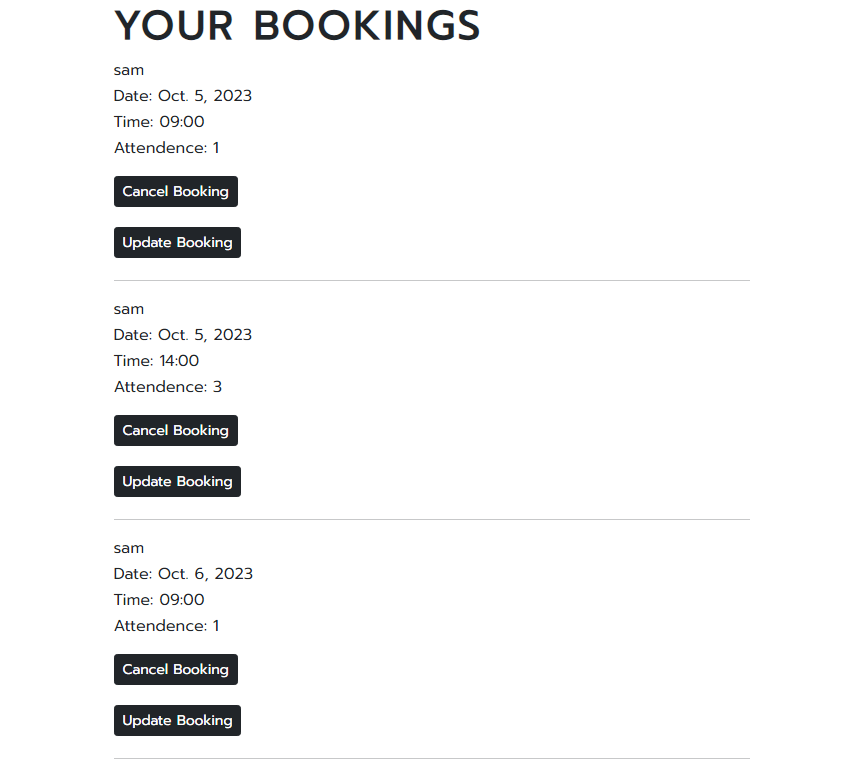 YOUR BOOKINGS
sam
Date: Oct. 5, 2023
Time: 09:00
Attendence: 1
Cancel Booking
Update Booking
sam
Date: Oct. 5, 2023
Time: 14:00
Attendence: 3
Cancel Booking
Update Booking
sam
Date: Oct. 6, 2023
Time: 09:00
Attendence: 1
Cancel Booking
Update Booking